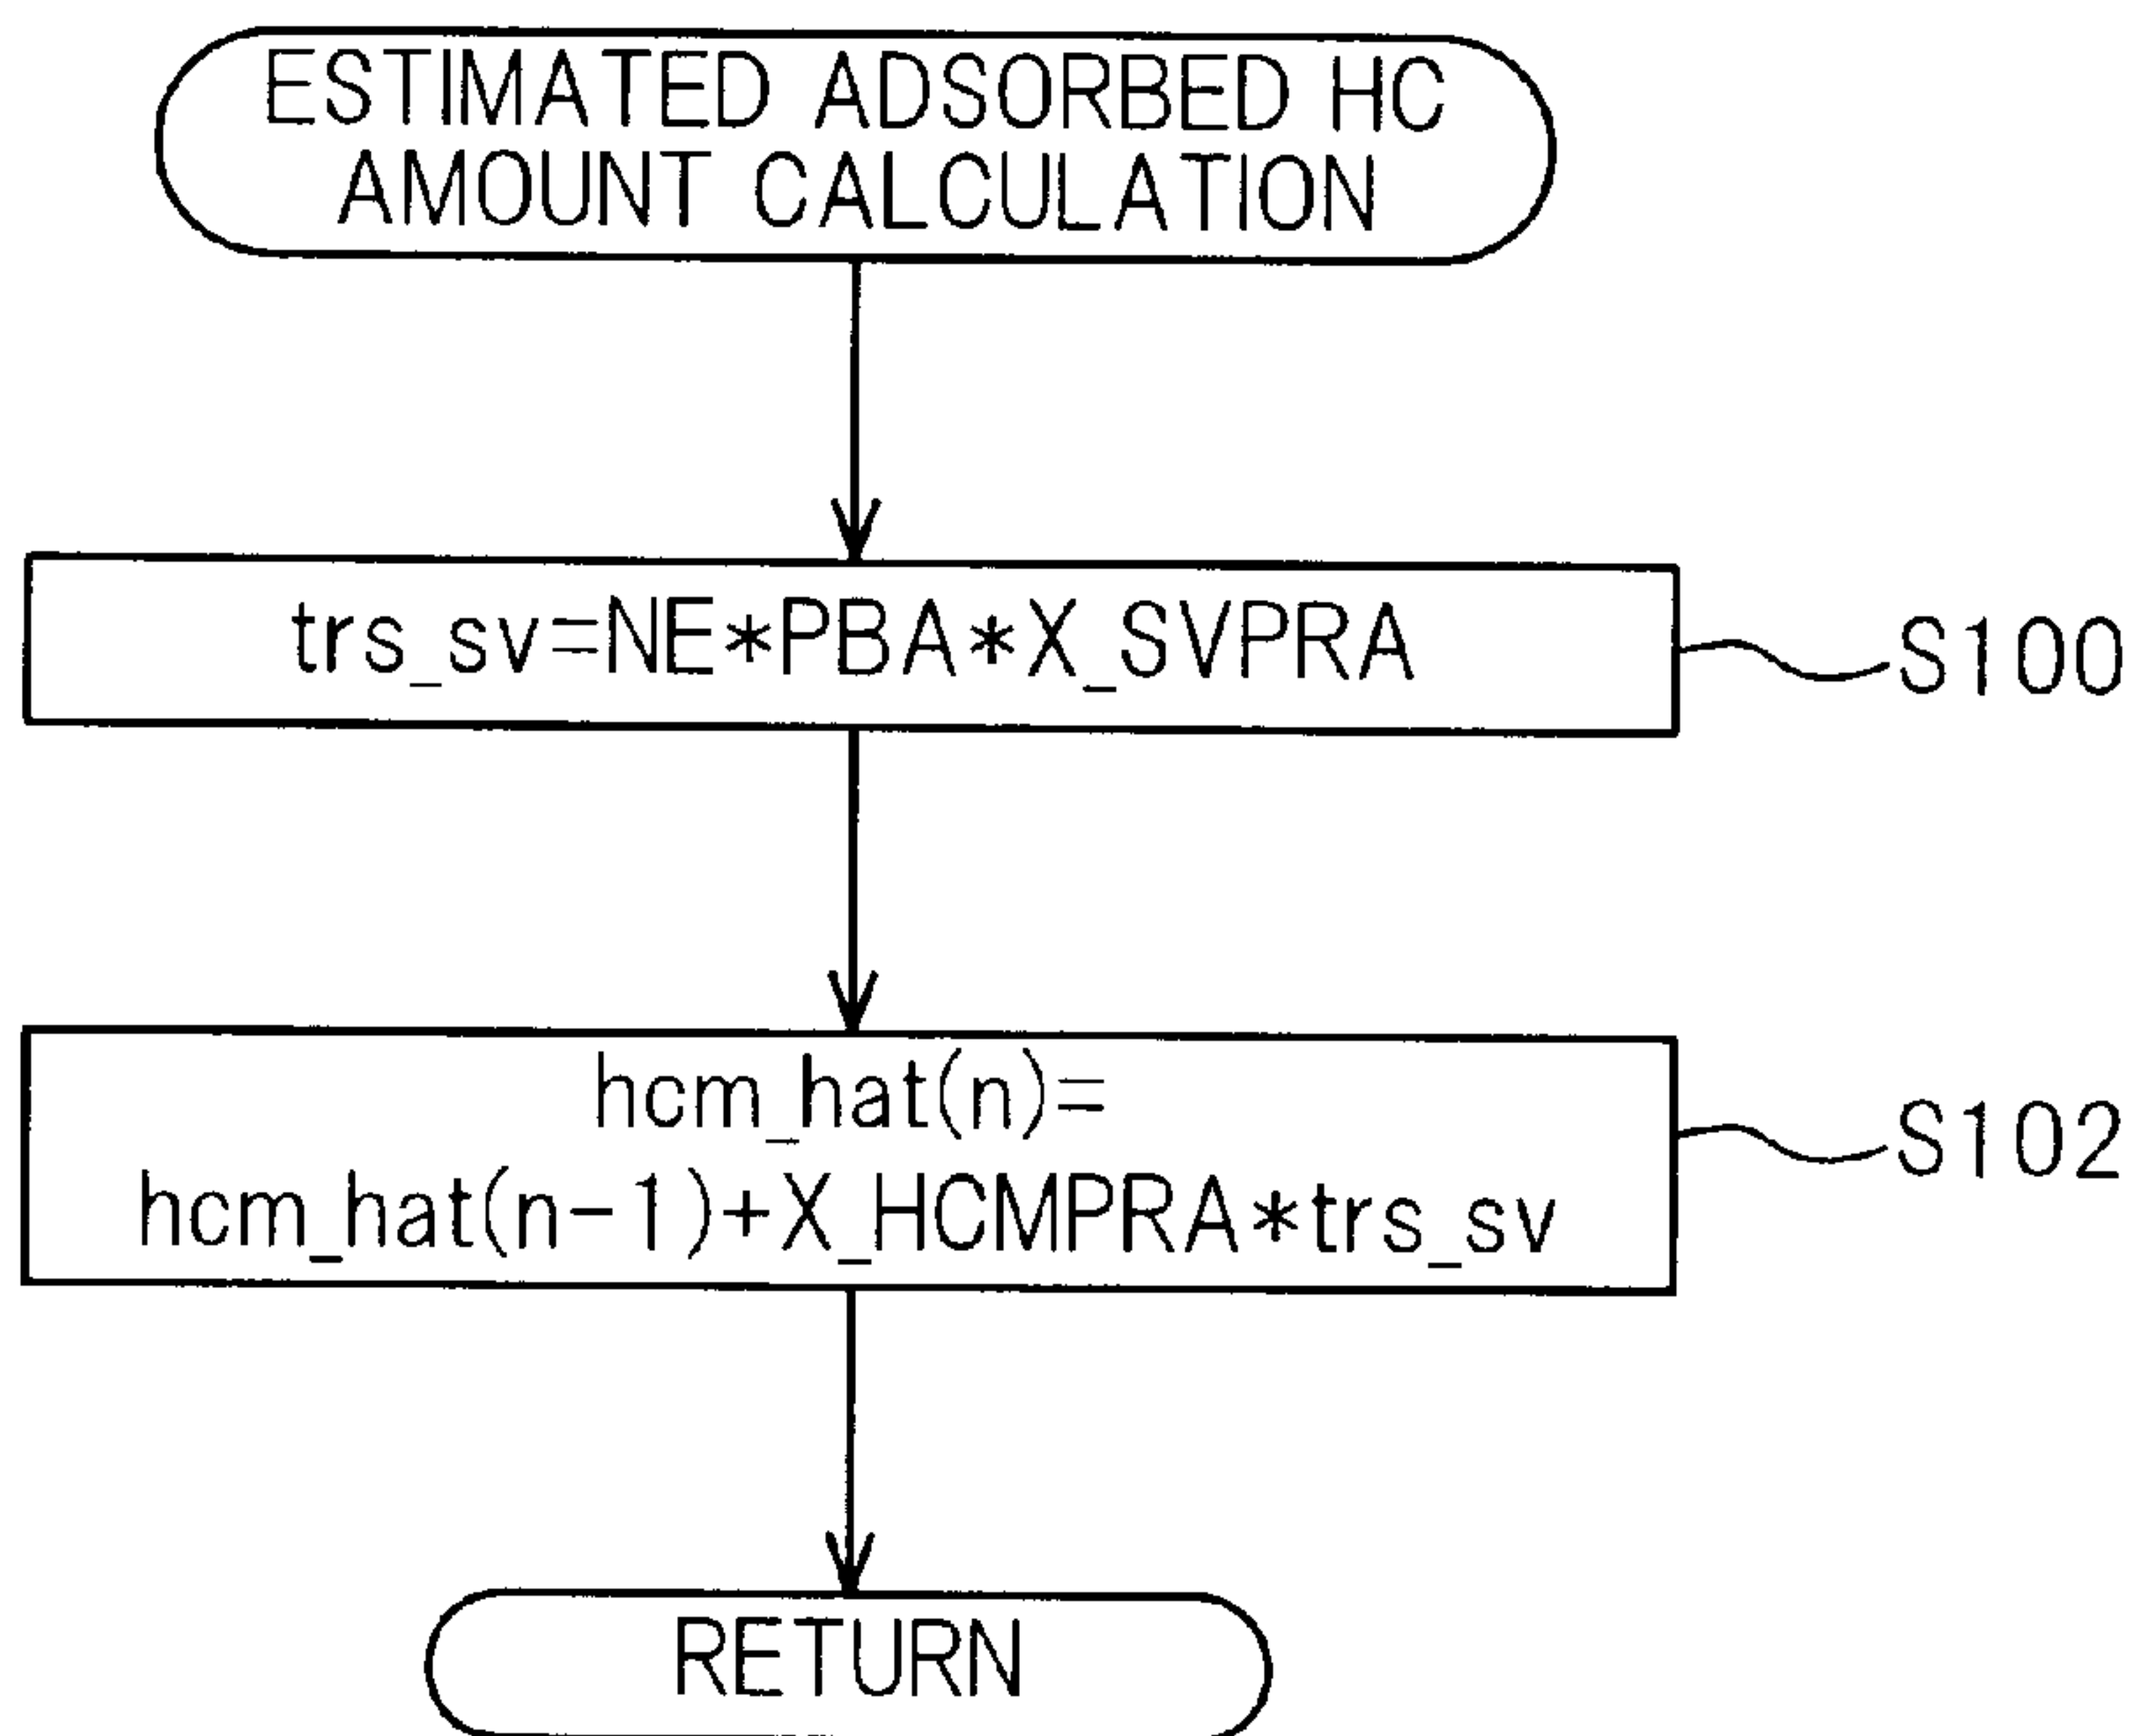 ESTIMATED ADSORBED HC
AMOUNT CALCULATION
trs_sv=NE*PBA*X_SVPRA
S100
hcm_hat(n)=
hcm_hat(n-1)+X_HCMPRA*trs_sv
S102
RETURN